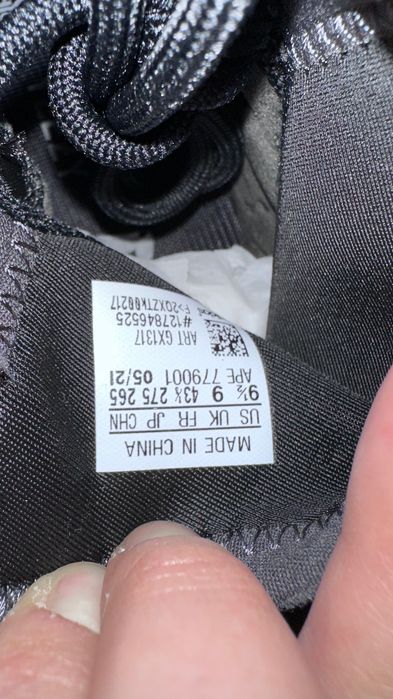 MADE IN CHINA
US UK FR JP CHN
9½ 9 43⅓ 275 265
APE 779001 05/21
ART GX1317
#127846525
F>2QXZTK00217